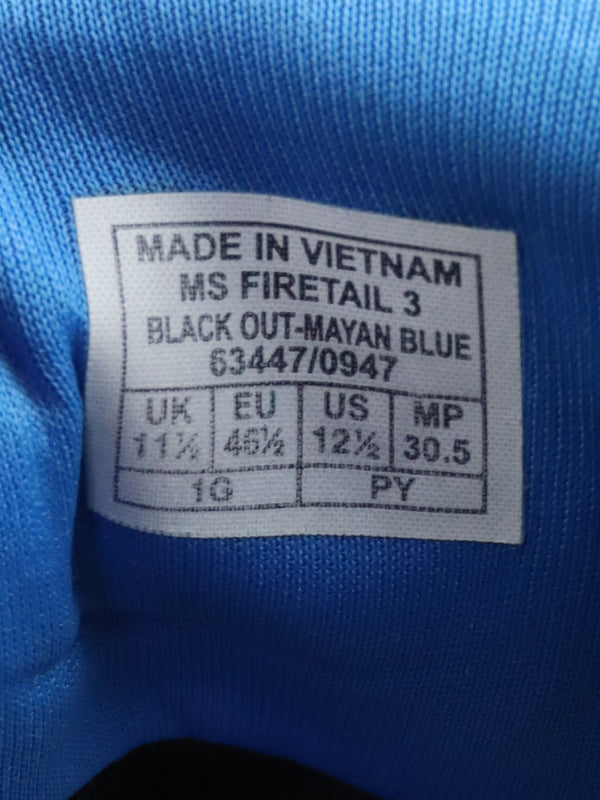 MADE IN VIETNAM
MS FIRETAIL 3
BLACK OUT-MAYAN BLUE
63447/0947
UK EU US MP
11½ 46½ 12½ 30.5
1G PY